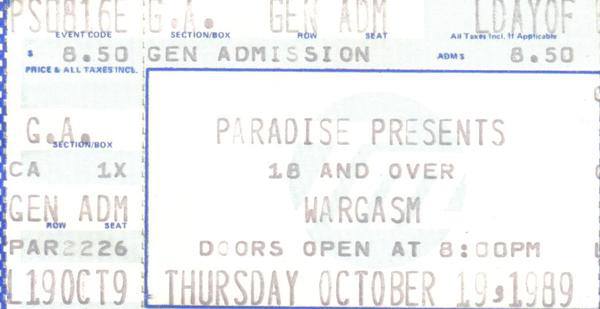 PS0816E G.A. GEN ADM LDAYOF
EVENT CODE SECTION/BOX ROW SEAT All Taxes Incl. If Applicable
$ 8.50 GEN ADMISSION ADM$ 8.50
PRICE & ALL TAXES INCL.
G.A. PARADISE PRESENTS
SECTION/BOX
CA 1X 18 AND OVER
GEN ADM WARGASM
ROW SEAT
PAR2226 DOORS OPEN AT 8:00PM
L19OCT9 THURSDAY OCTOBER 19,1989